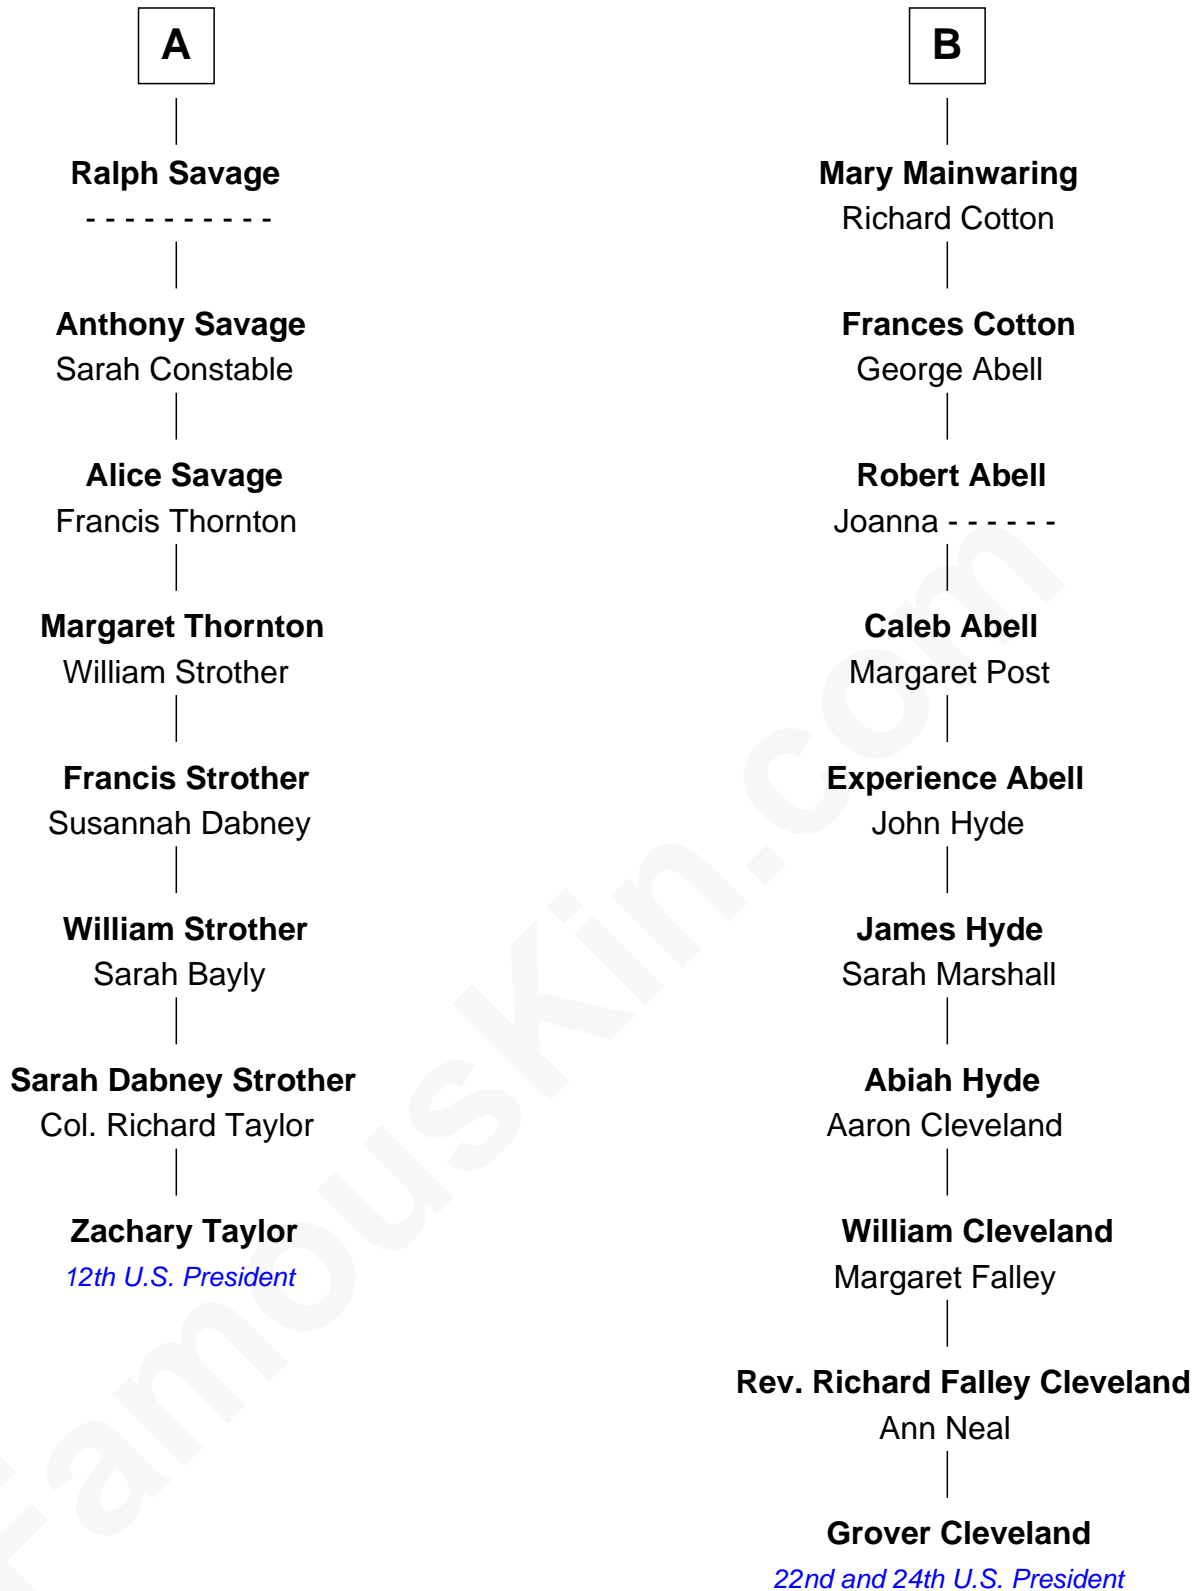 A
Ralph Savage
- - - - - - - - - -
Anthony Savage
Sarah Constable
Alice Savage
Francis Thornton
Margaret Thornton
William Strother
Francis Strother
Susannah Dabney
William Strother
Sarah Bayly
Sarah Dabney Strother
Col. Richard Taylor
Zachary Taylor
12th U.S. President
B
Mary Mainwaring
Richard Cotton
Frances Cotton
George Abell
Robert Abell
Joanna - - - - - -
Caleb Abell
Margaret Post
Experience Abell
John Hyde
James Hyde
Sarah Marshall
Abiah Hyde
Aaron Cleveland
William Cleveland
Margaret Falley
Rev. Richard Falley Cleveland
Ann Neal
Grover Cleveland
22nd and 24th U.S. President
FamousKin.com